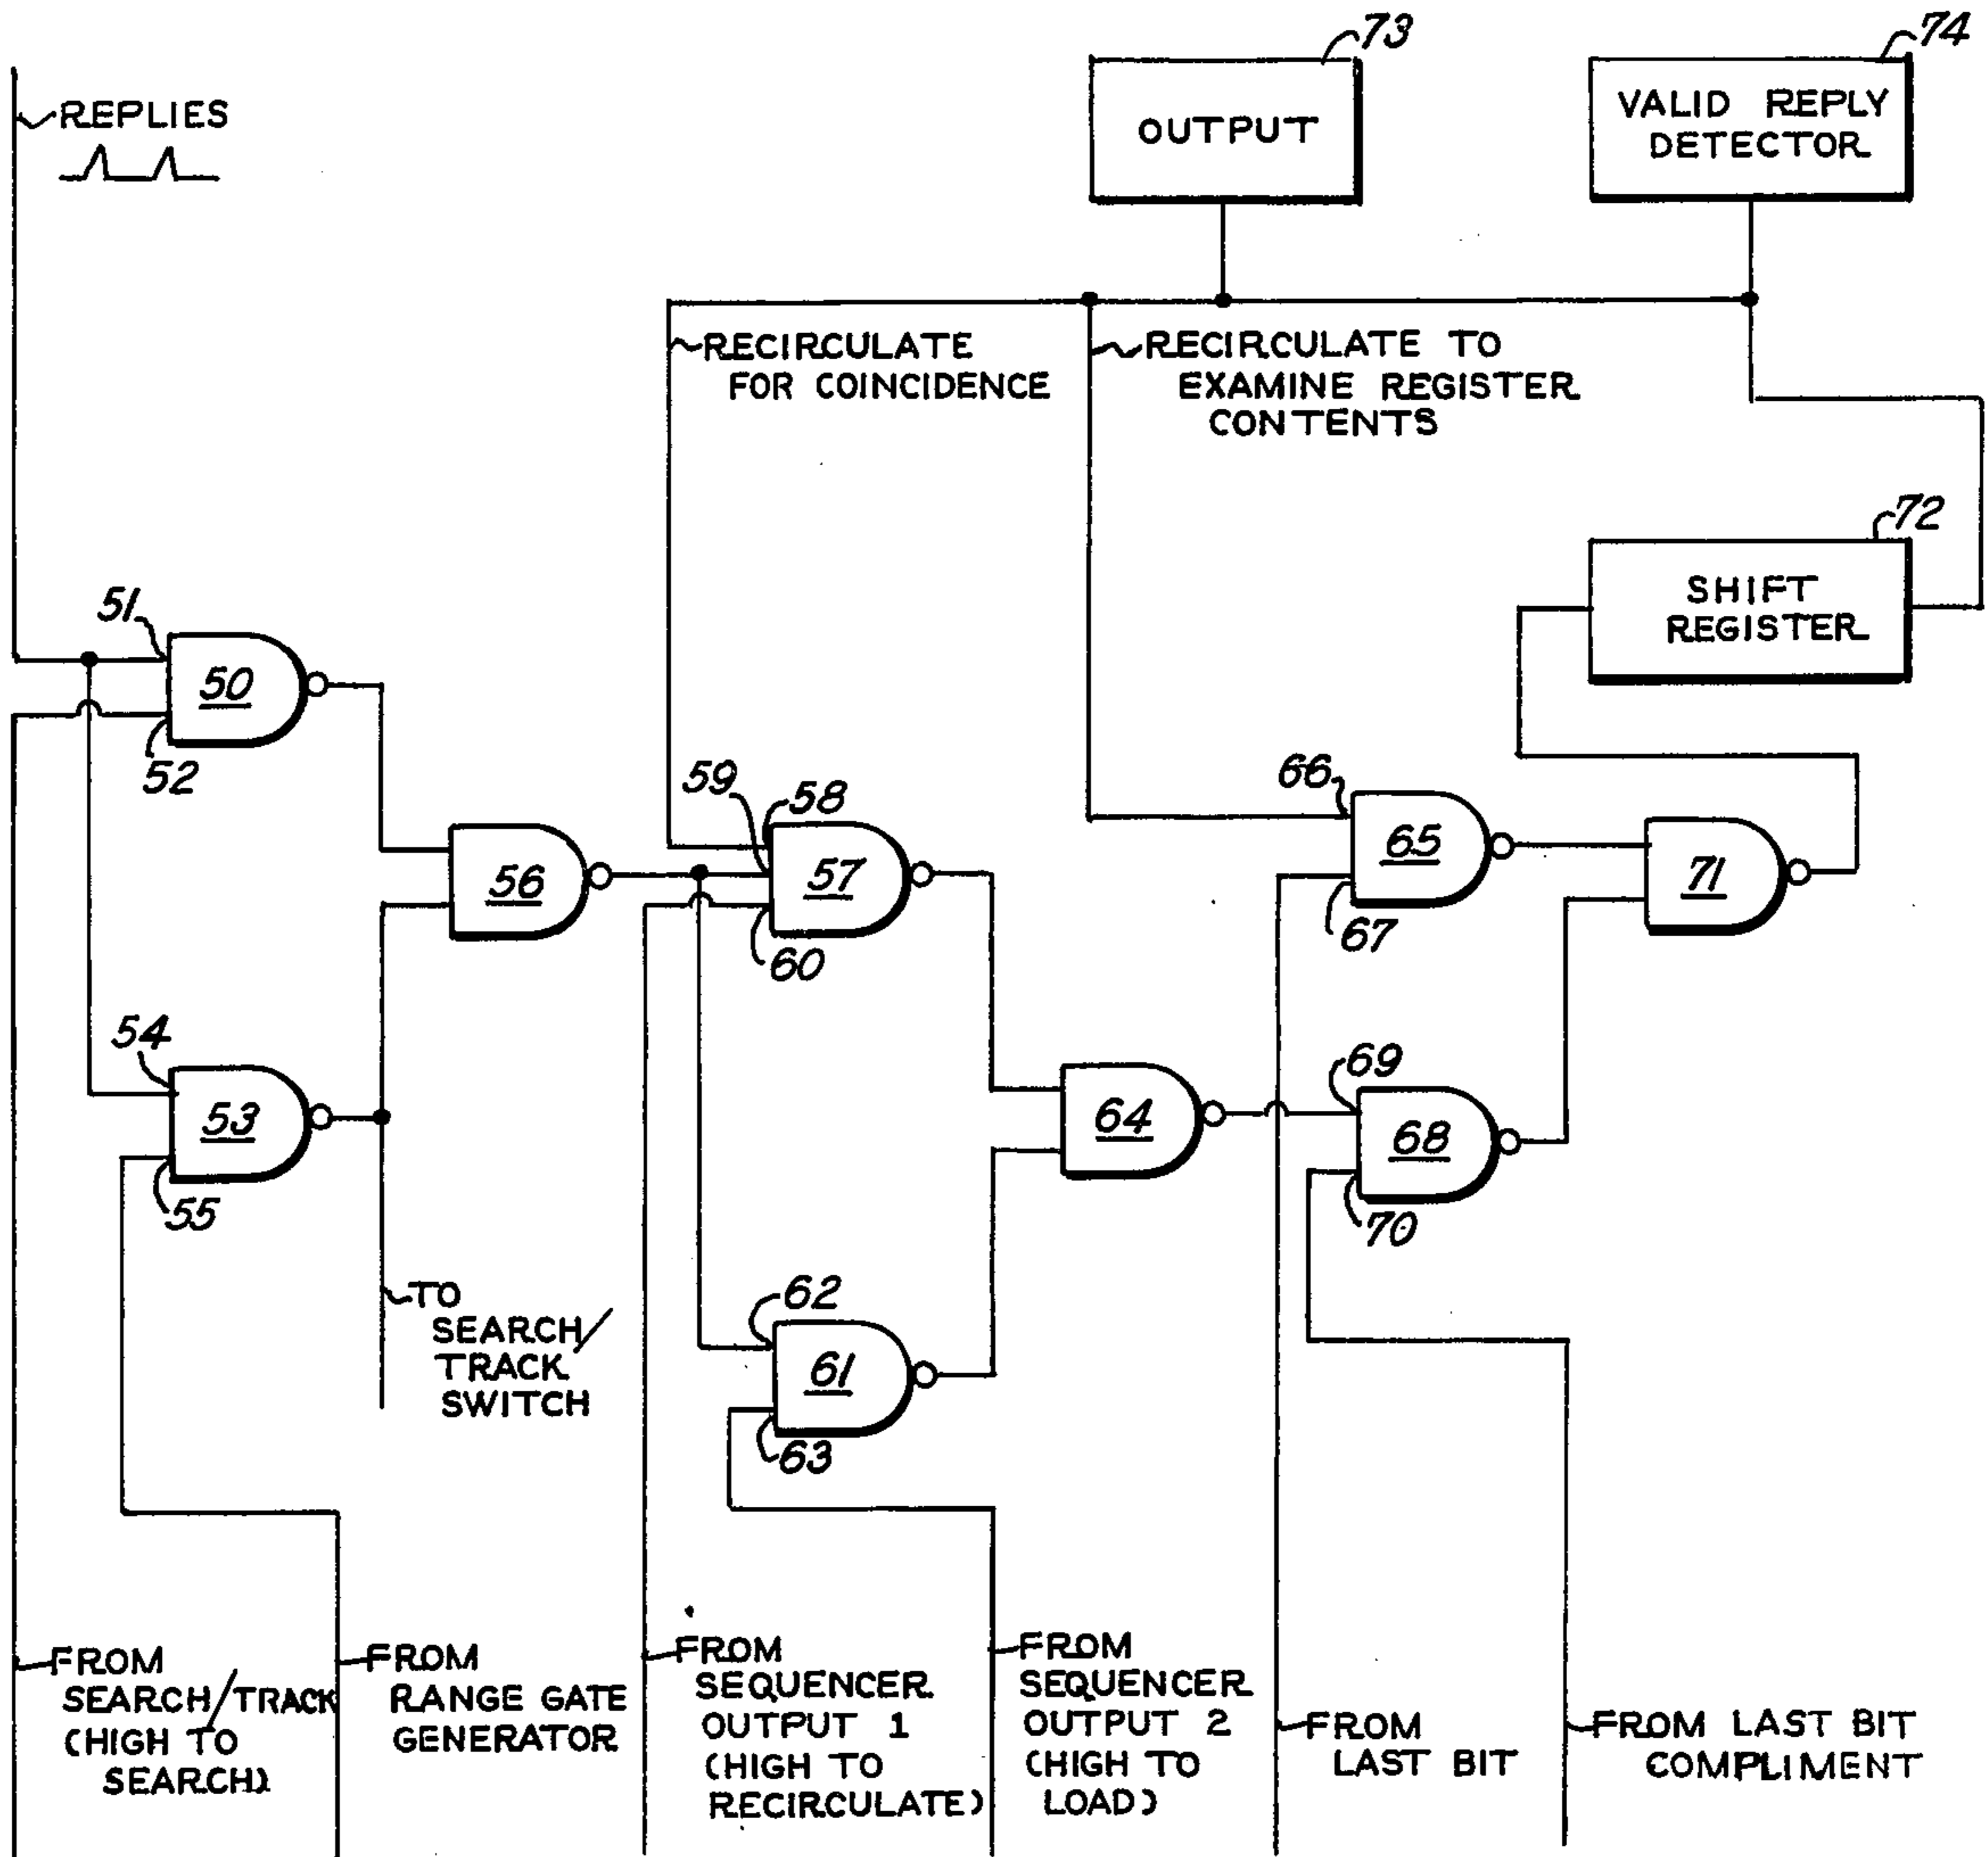 73
74
REPLIES
OUTPUT
VALID REPLY
DETECTOR
RECIRCULATE
FOR COINCIDENCE
RECIRCULATE TO
EXAMINE REGISTER
CONTENTS
72
SHIFT
REGISTER
51
50
52
59
58
66
56
57
65
71
67
60
54
69
53
64
68
55
70
62
TO
SEARCH/
TRACK
SWITCH
61
63
FROM
SEARCH/TRACK
(HIGH TO
SEARCH)
FROM
RANGE GATE
GENERATOR
FROM
SEQUENCER
OUTPUT 1
(HIGH TO
RECIRCULATE)
FROM
SEQUENCER
OUTPUT 2
(HIGH TO
LOAD)
FROM
LAST BIT
FROM LAST BIT
COMPLIMENT